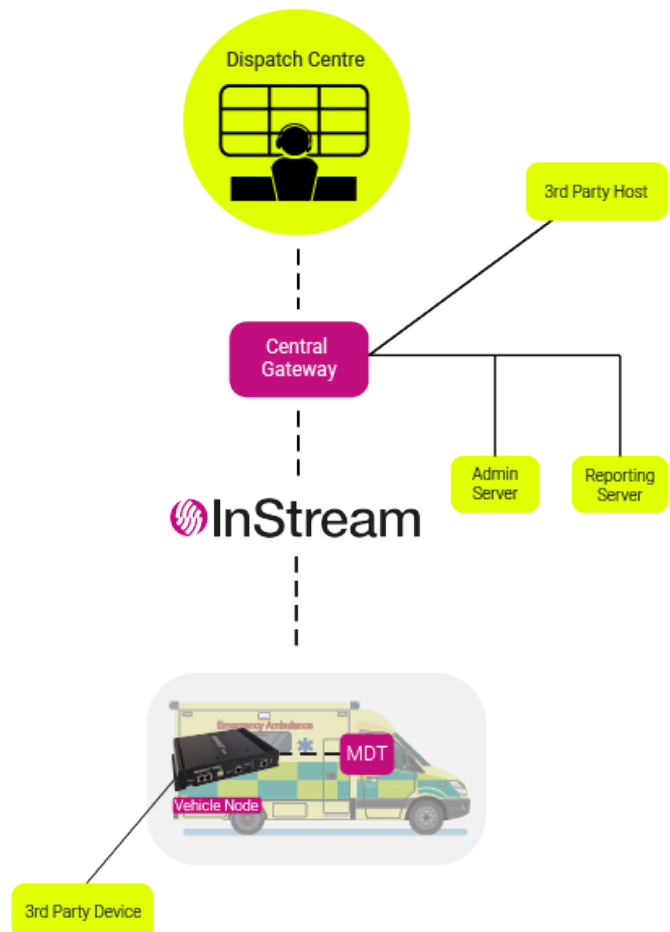 Dispatch Centre
3rd Party Host
Central
Gateway
Admin
Server
Reporting
Server
InStream
Emergency Ambulance
MDT
Vehicle Node
3rd Party Device